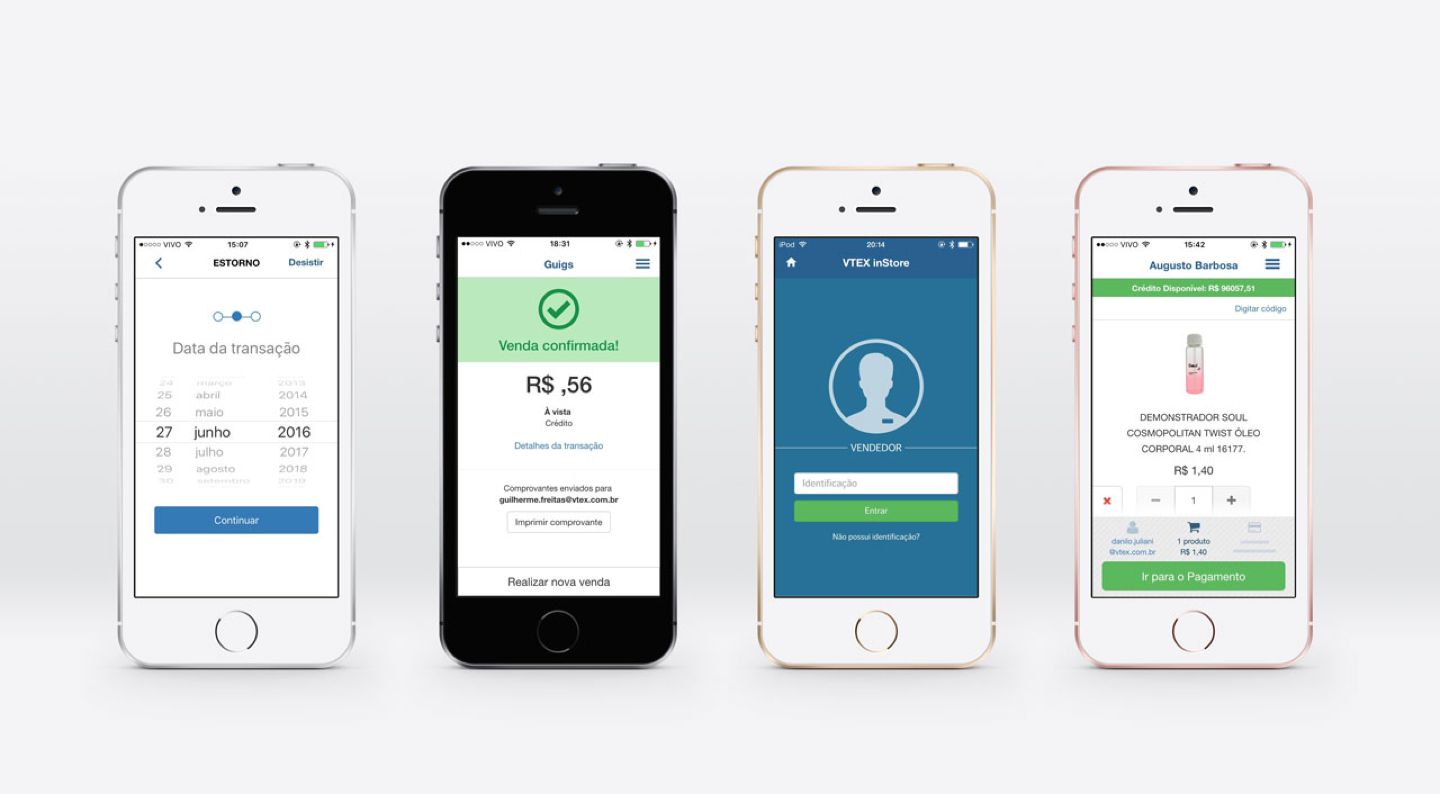 VIVO
15:07
ESTORNO
Desistir
Data da transação
24 março 2013
25 abril 2014
26 maio 2015
27 junho 2016
28 julho 2017
29 agosto 2018
30 setembro 2019
Continuar
VIVO
18:31
Guigs
Venda confirmada!
R$ ,56
À vista
Crédito
Detalhes da transação
Comprovantes enviados para
guilherme.freitas@vtex.com.br
Imprimir comprovante
Realizar nova venda
iPod
20:14
VTEX inStore
VENDEDOR
Identificação
Entrar
Não possui identificação?
VIVO
15:42
Augusto Barbosa
Crédito Disponível: R$ 96057,51
Digitar código
DEMONSTRADOR SOUL
COSMOPOLITAN TWIST ÓLEO
CORPORAL 4 ml 16177.
R$ 1,40
1
danilo.juliani
@vtex.com.br
1 produto
R$ 1,40
Ir para o Pagamento